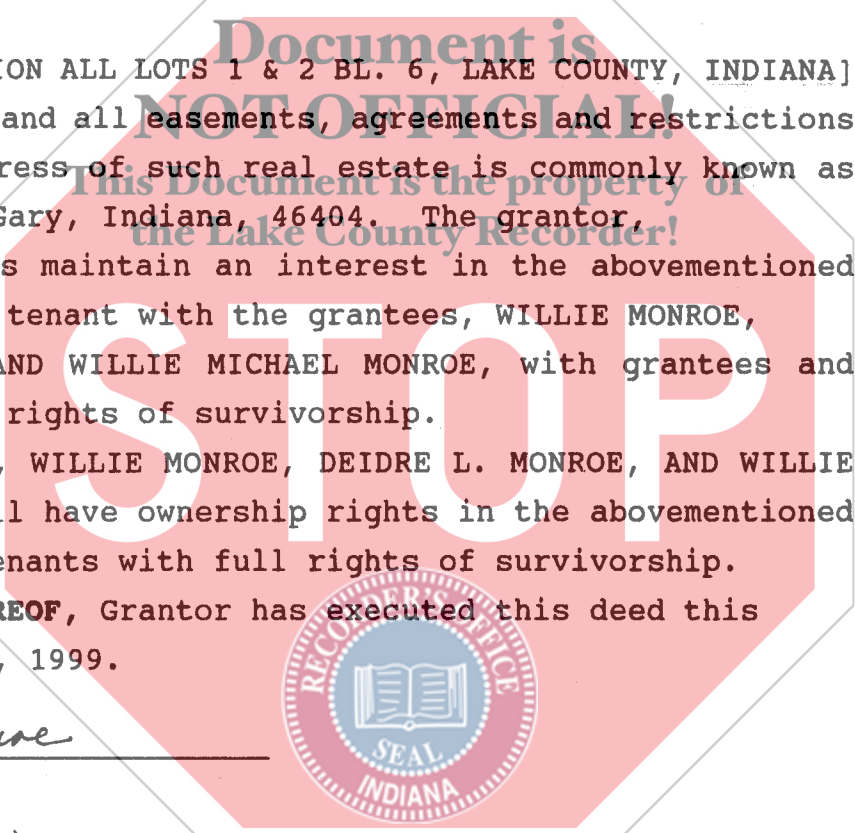 Document is
ION ALL LOTS 1 & 2 BL. 6, LAKE COUNTY, INDIANA]
NOT OFFICIAL!
and all easements, agreements and restrictions
ress of such real estate is commonly known as
This Document is the property of
Gary, Indiana, 46404. The grantor,
the Lake County Recorder!
s maintain an interest in the abovementioned
tenant with the grantees, WILLIE MONROE,
AND WILLIE MICHAEL MONROE, with grantees and
rights of survivorship.
, WILLIE MONROE, DEIDRE L. MONROE, AND WILLIE
ll have ownership rights in the abovementioned
enants with full rights of survivorship.
REOF, Grantor has executed this deed this
, 1999.
STOP
RECORDER'S OFFICE
SEAL
INDIANA